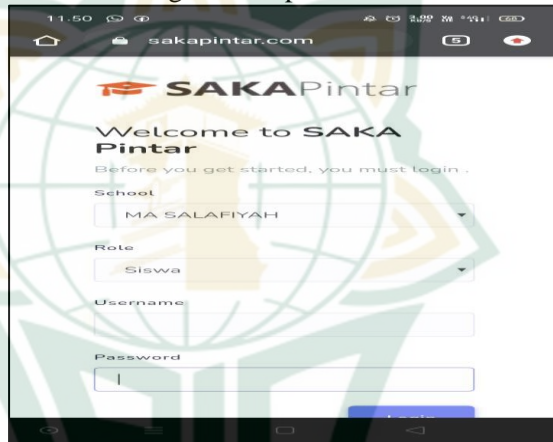 11.50
sakapintar.com 5
SAKAPintar
Welcome to SAKA
Pintar
Before you get started, you must login .
School
MA SALAFIYAH
Role
Siswa
Username
Password
Login